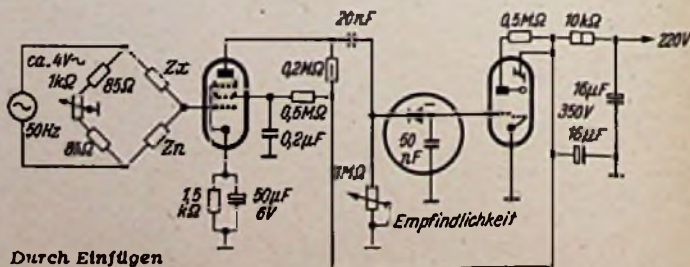 ca. 4V~
1kΩ
85Ω
85Ω
50Hz
Zx
Zn
1,5
kΩ
50µF
6V
0,5MΩ
0,2µF
0,2MΩ
20nF
1MΩ
Empfindlichkeit
50
nF
0,5MΩ
10kΩ
220V
16µF
350V
16µF
Durch Einfügen